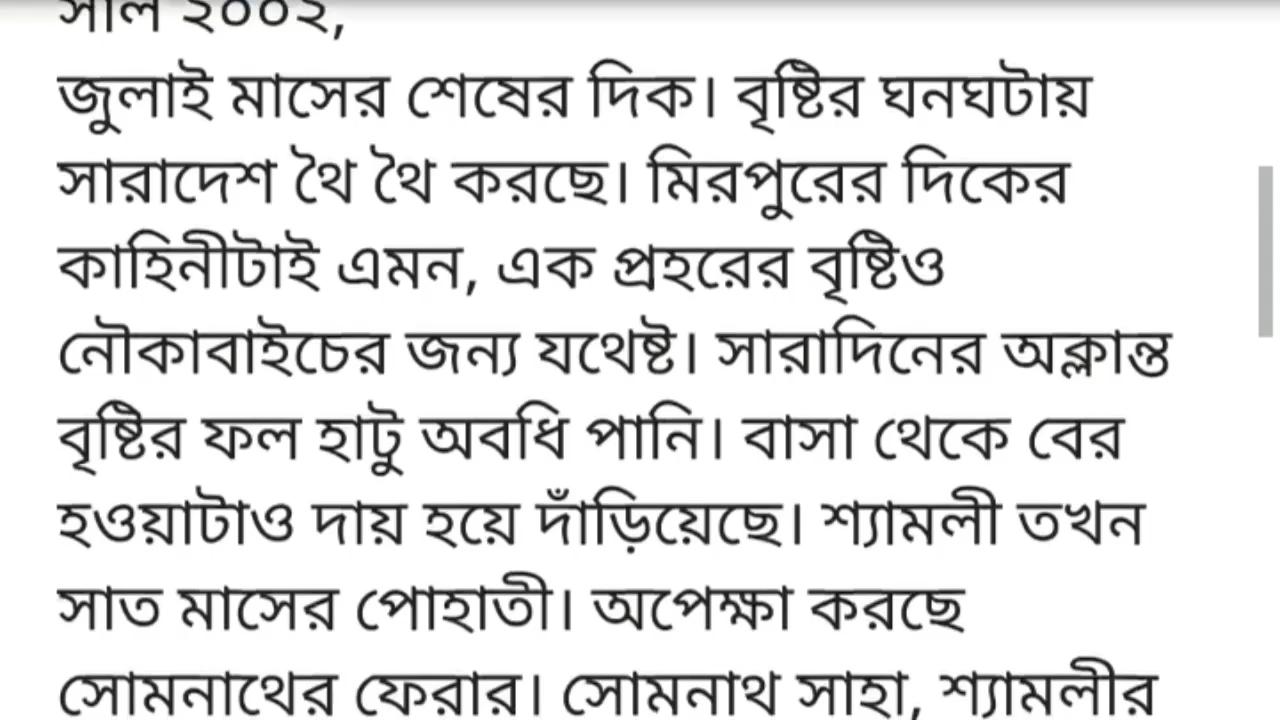 সাল ২০০২,
জুলাই মাসের শেষের দিক। বৃষ্টির ঘনঘটায়
সারাদেশ থৈ থৈ করছে। মিরপুরের দিকের
কাহিনীটাই এমন, এক প্রহরের বৃষ্টিও
নৌকাবাইচের জন্য যথেষ্ট। সারাদিনের অক্লান্ত
বৃষ্টির ফল হাটু অবধি পানি। বাসা থেকে বের
হওয়াটাও দায় হয়ে দাঁড়িয়েছে। শ্যামলী তখন
সাত মাসের পোহাতী। অপেক্ষা করছে
সোমনাথের ফেরার। সোমনাথ সাহা, শ্যামলীর